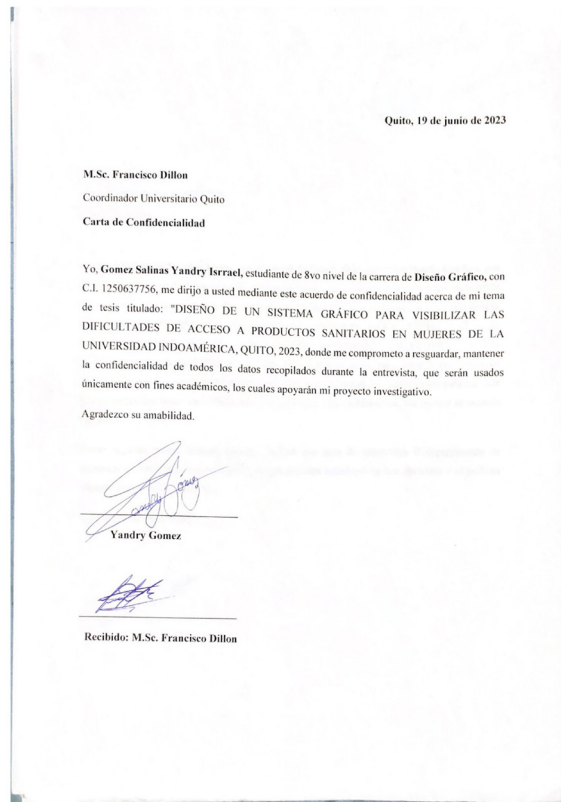 Quito, 19 de junio de 2023
M.Sc. Francisco Dillon
Coordinador Universitario Quito
Carta de Confidencialidad
Yo, Gomez Salinas Yandry Isrrael, estudiante de 8vo nivel de la carrera de Diseño Gráfico, con
C.I. 1250637756, me dirijo a usted mediante este acuerdo de confidencialidad acerca de mi tema
de tesis titulado: "DISEÑO DE UN SISTEMA GRÁFICO PARA VISIBILIZAR LAS
DIFICULTADES DE ACCESO A PRODUCTOS SANITARIOS EN MUJERES DE LA
UNIVERSIDAD INDOAMÉRICA, QUITO, 2023, donde me comprometo a resguardar, mantener
la confidencialidad de todos los datos recopilados durante la entrevista, que serán usados
únicamente con fines académicos, los cuales apoyarán mi proyecto investigativo.
Agradezco su amabilidad.
Yandry Gomez
Recibido: M.Sc. Francisco Dillon